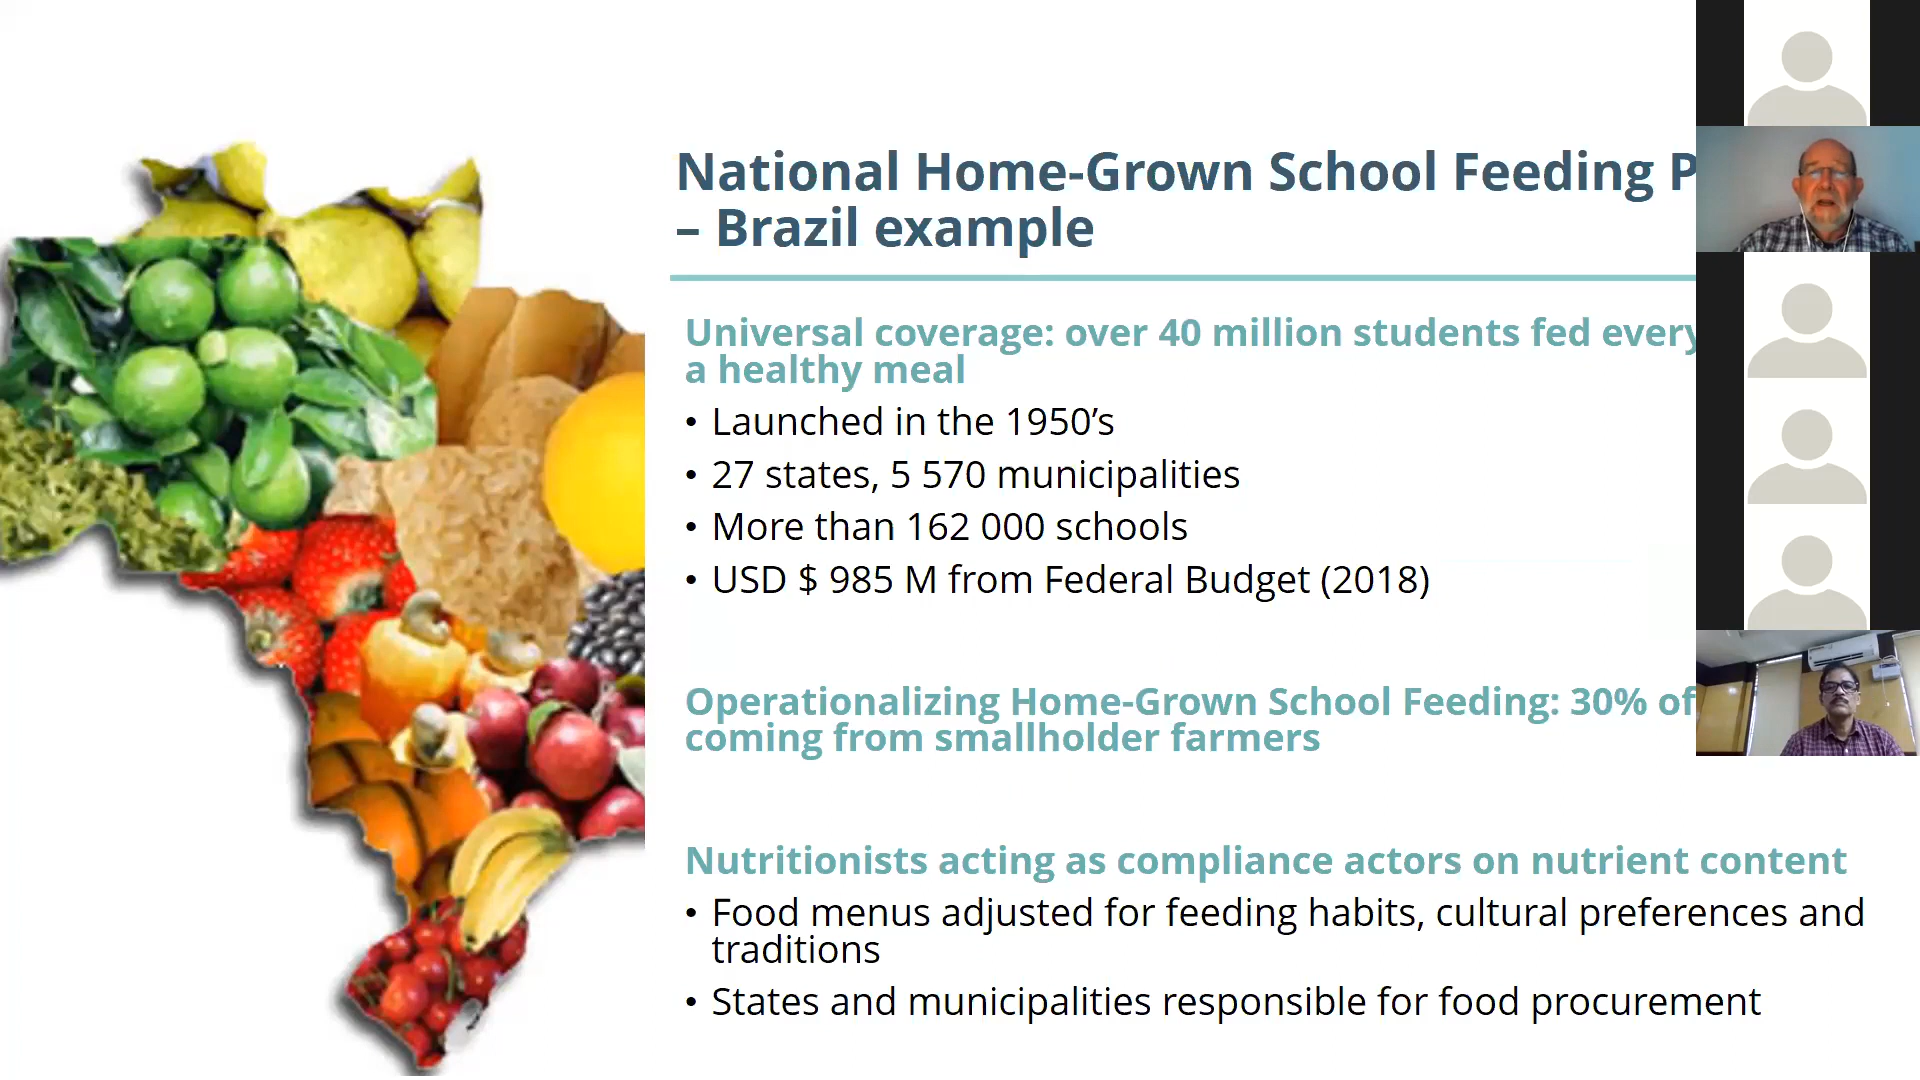 National Home-Grown School Feeding P
– Brazil example
Universal coverage: over 40 million students fed every
a healthy meal
• Launched in the 1950’s
• 27 states, 5 570 municipalities
• More than 162 000 schools
• USD $ 985 M from Federal Budget (2018)
Operationalizing Home-Grown School Feeding: 30% of
coming from smallholder farmers
Nutritionists acting as compliance actors on nutrient content
• Food menus adjusted for feeding habits, cultural preferences and
traditions
• States and municipalities responsible for food procurement